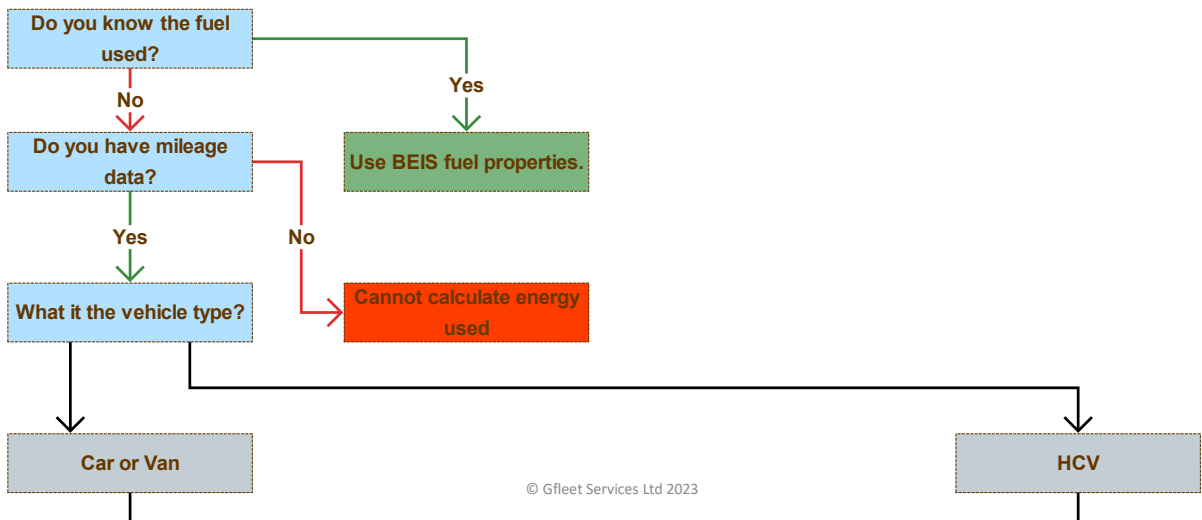 Do you know the fuel
used?
Yes
No
Do you have mileage
data?
Use BEIS fuel properties.
Yes
No
What it the vehicle type?
Cannot calculate energy
used
Car or Van
HCV
© Gfleet Services Ltd 2023